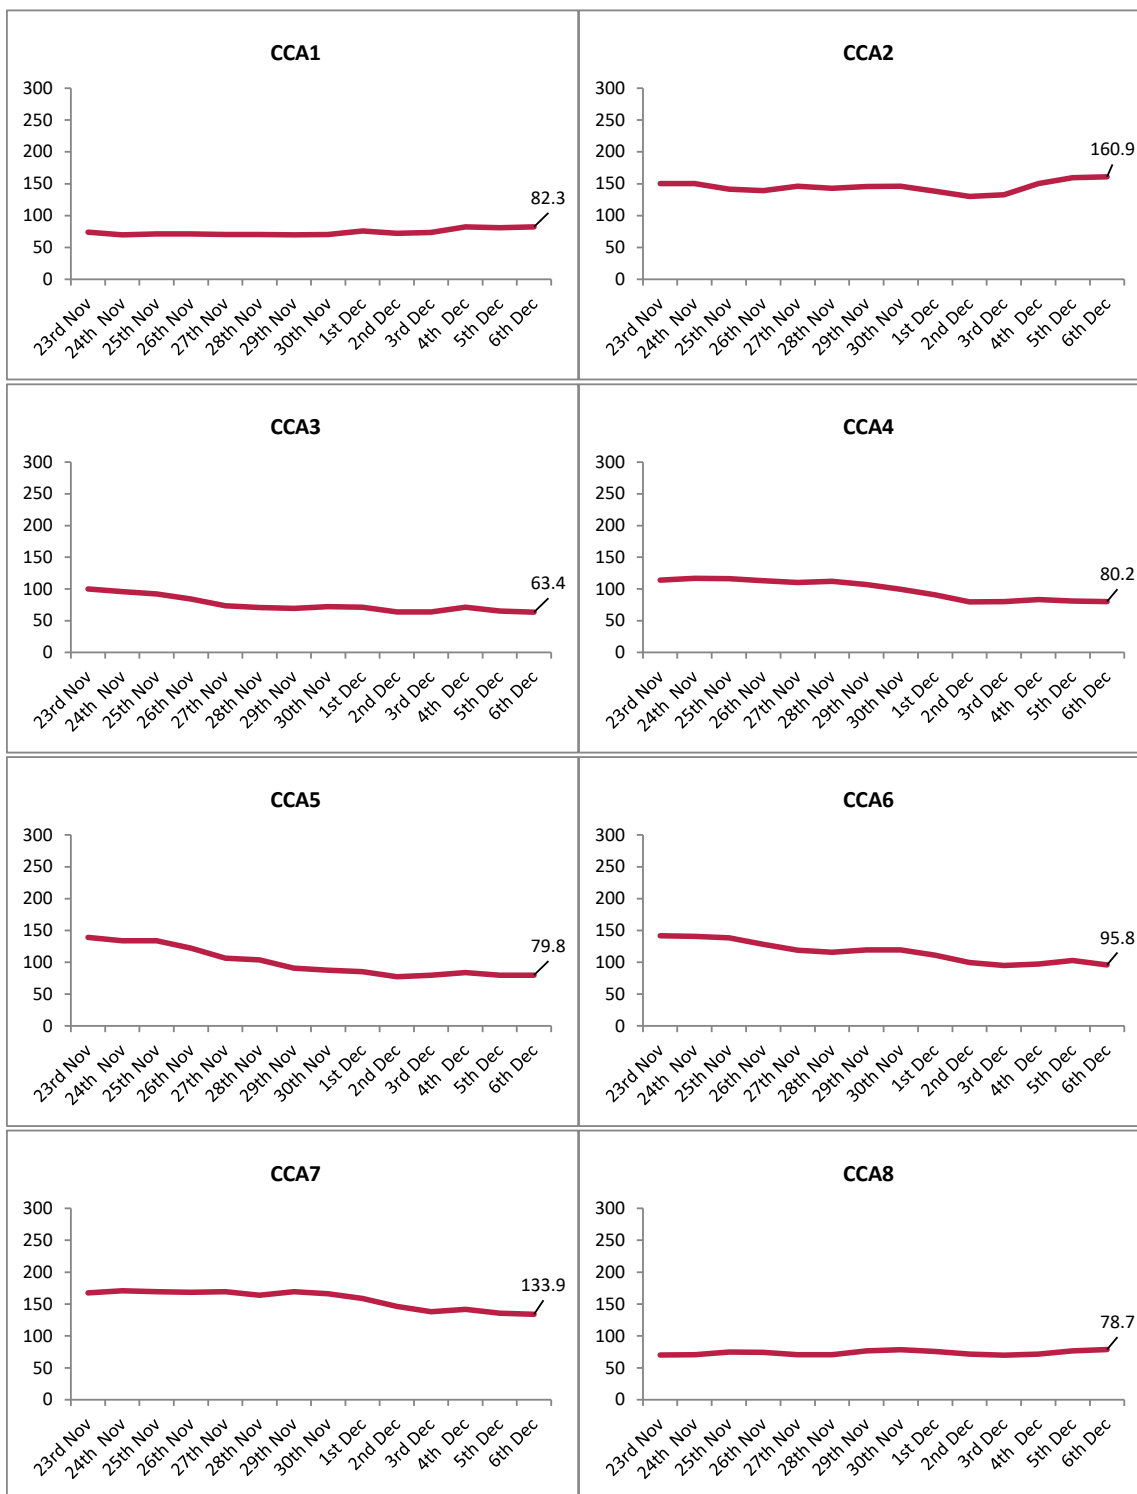 CCA1
300
250
200
150
100
50
0
82.3
23rd Nov
24th Nov
25th Nov
26th Nov
27th Nov
28th Nov
29th Nov
30th Nov
1st Dec
2nd Dec
3rd Dec
4th Dec
5th Dec
6th Dec
CCA2
300
250
200
150
100
50
0
160.9
23rd Nov
24th Nov
25th Nov
26th Nov
27th Nov
28th Nov
29th Nov
30th Nov
1st Dec
2nd Dec
3rd Dec
4th Dec
5th Dec
6th Dec
CCA3
300
250
200
150
100
50
0
63.4
23rd Nov
24th Nov
25th Nov
26th Nov
27th Nov
28th Nov
29th Nov
30th Nov
1st Dec
2nd Dec
3rd Dec
4th Dec
5th Dec
6th Dec
CCA4
300
250
200
150
100
50
0
80.2
23rd Nov
24th Nov
25th Nov
26th Nov
27th Nov
28th Nov
29th Nov
30th Nov
1st Dec
2nd Dec
3rd Dec
4th Dec
5th Dec
6th Dec
CCA5
300
250
200
150
100
50
0
79.8
23rd Nov
24th Nov
25th Nov
26th Nov
27th Nov
28th Nov
29th Nov
30th Nov
1st Dec
2nd Dec
3rd Dec
4th Dec
5th Dec
6th Dec
CCA6
300
250
200
150
100
50
0
95.8
23rd Nov
24th Nov
25th Nov
26th Nov
27th Nov
28th Nov
29th Nov
30th Nov
1st Dec
2nd Dec
3rd Dec
4th Dec
5th Dec
6th Dec
CCA7
300
250
200
150
100
50
0
133.9
23rd Nov
24th Nov
25th Nov
26th Nov
27th Nov
28th Nov
29th Nov
30th Nov
1st Dec
2nd Dec
3rd Dec
4th Dec
5th Dec
6th Dec
CCA8
300
250
200
150
100
50
0
78.7
23rd Nov
24th Nov
25th Nov
26th Nov
27th Nov
28th Nov
29th Nov
30th Nov
1st Dec
2nd Dec
3rd Dec
4th Dec
5th Dec
6th Dec